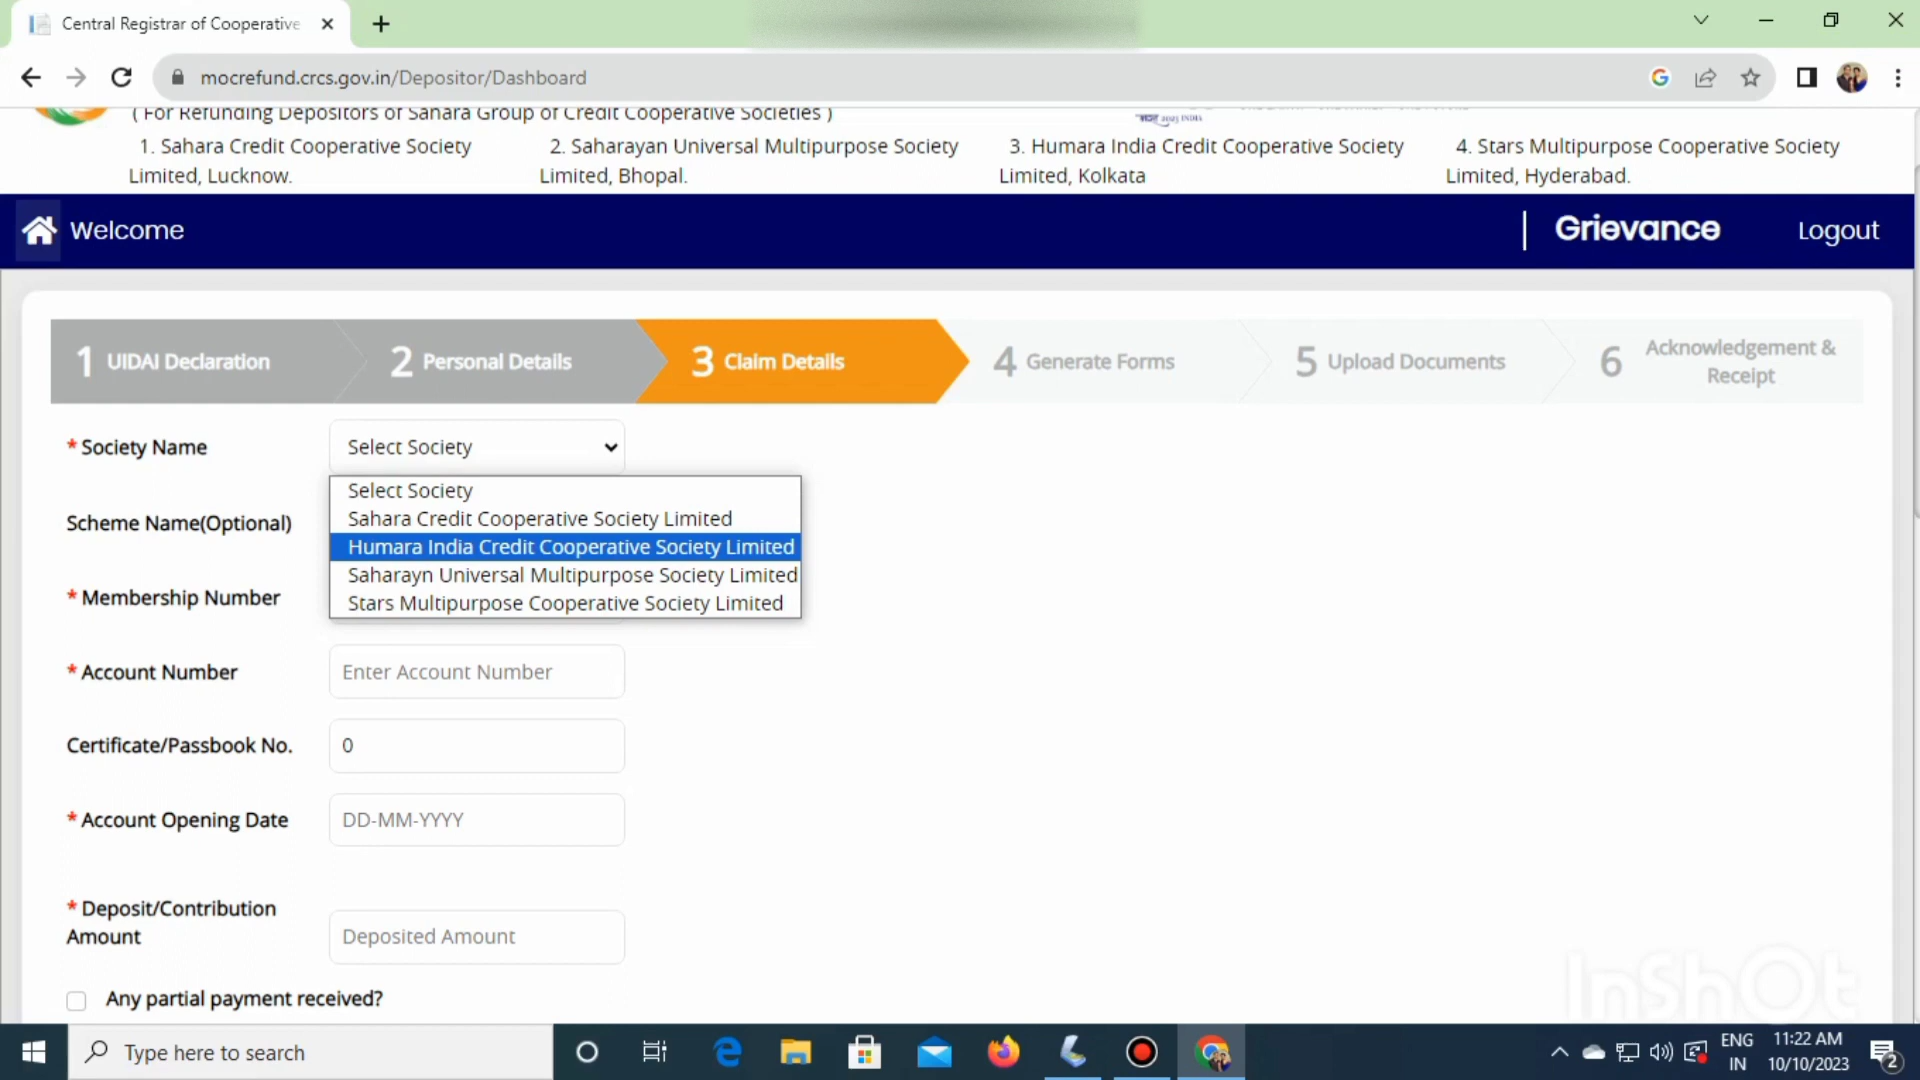 Central Registrar of Cooperative
mocrefund.crcs.gov.in/Depositor/Dashboard
( For Refunding Depositors of Sahara Group of Credit Cooperative Societies )
1. Sahara Credit Cooperative Society Limited, Lucknow.
2. Saharayan Universal Multipurpose Society Limited, Bhopal.
3. Humara India Credit Cooperative Society Limited, Kolkata
4. Stars Multipurpose Cooperative Society Limited, Hyderabad.
Welcome
Grievance
Logout
1 UIDAI Declaration
2 Personal Details
3 Claim Details
4 Generate Forms
5 Upload Documents
6 Acknowledgement & Receipt
* Society Name
Select Society
Select Society
Sahara Credit Cooperative Society Limited
Humara India Credit Cooperative Society Limited
Saharayn Universal Multipurpose Society Limited
Stars Multipurpose Cooperative Society Limited
Scheme Name(Optional)
* Membership Number
* Account Number
Enter Account Number
Certificate/Passbook No.
0
* Account Opening Date
DD-MM-YYYY
* Deposit/Contribution
Amount
Deposited Amount
Any partial payment received?
InShOt
Type here to search
ENG
IN
11:22 AM
10/10/2023
2